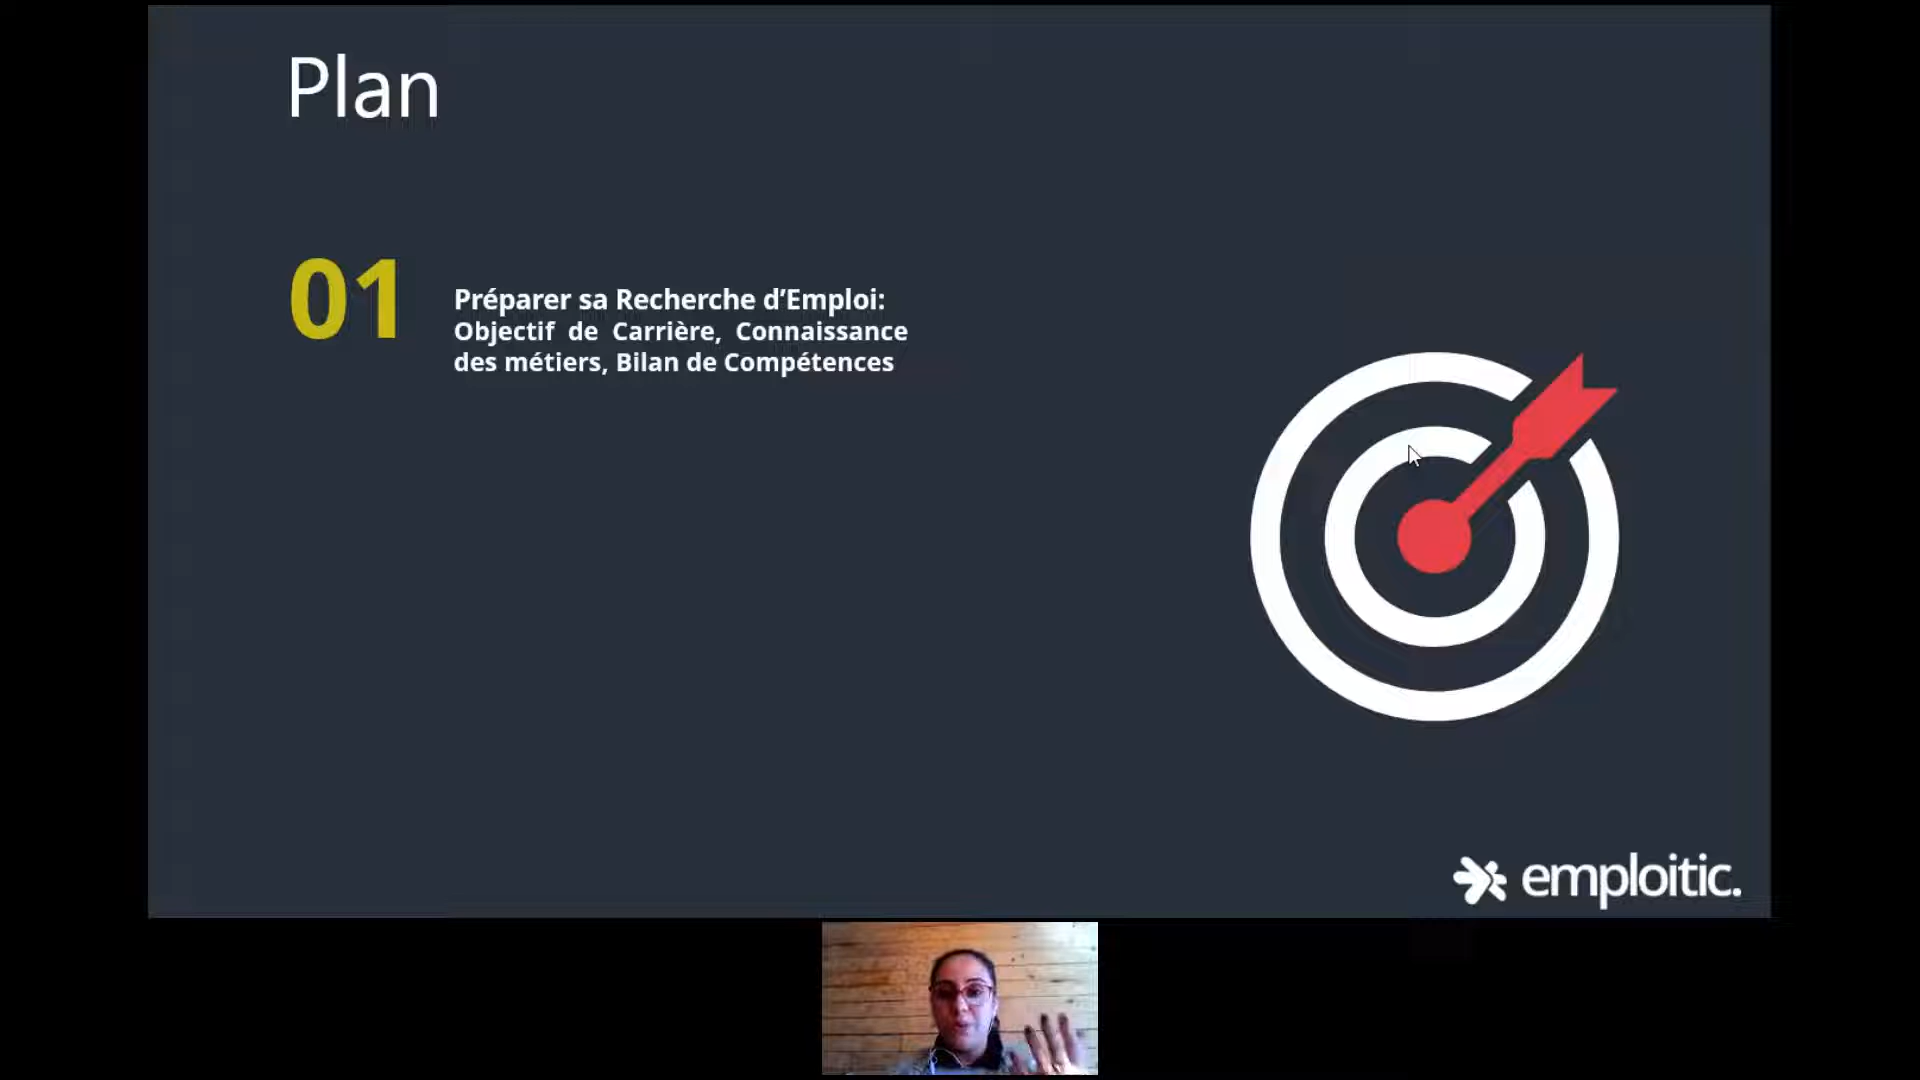 Plan
01
Préparer sa Recherche d’Emploi:
Objectif de Carrière, Connaissance
des métiers, Bilan de Compétences
emploitic.